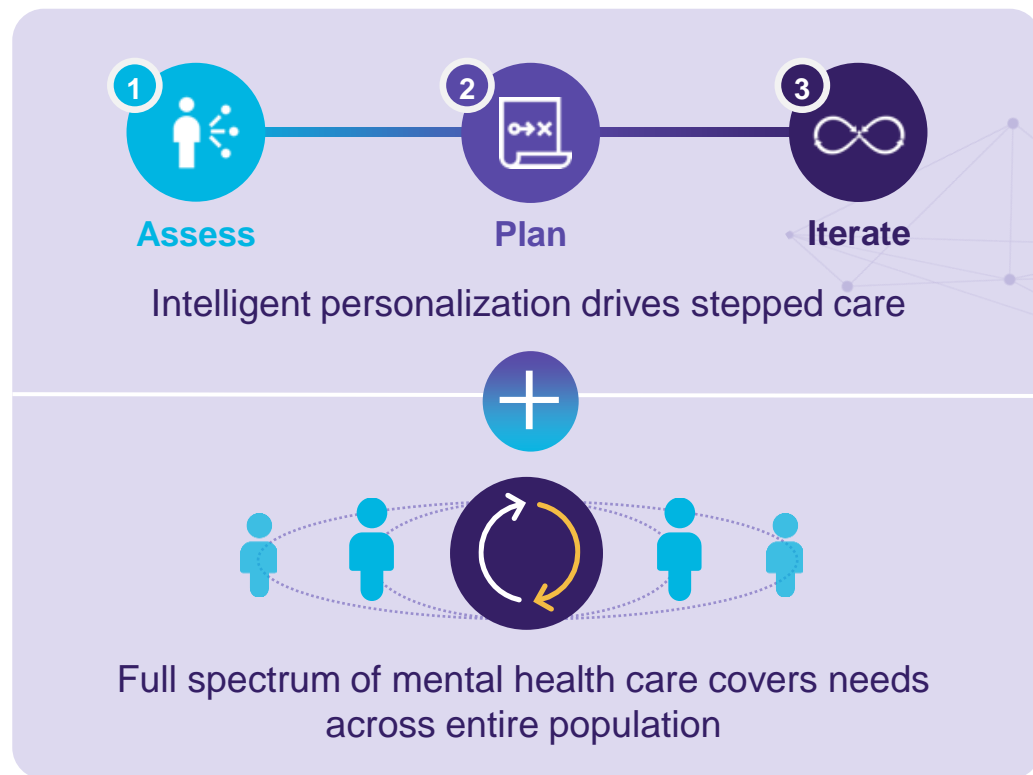 1
2
3
Assess
Plan
Iterate
Intelligent personalization drives stepped care
Full spectrum of mental health care covers needs
across entire population